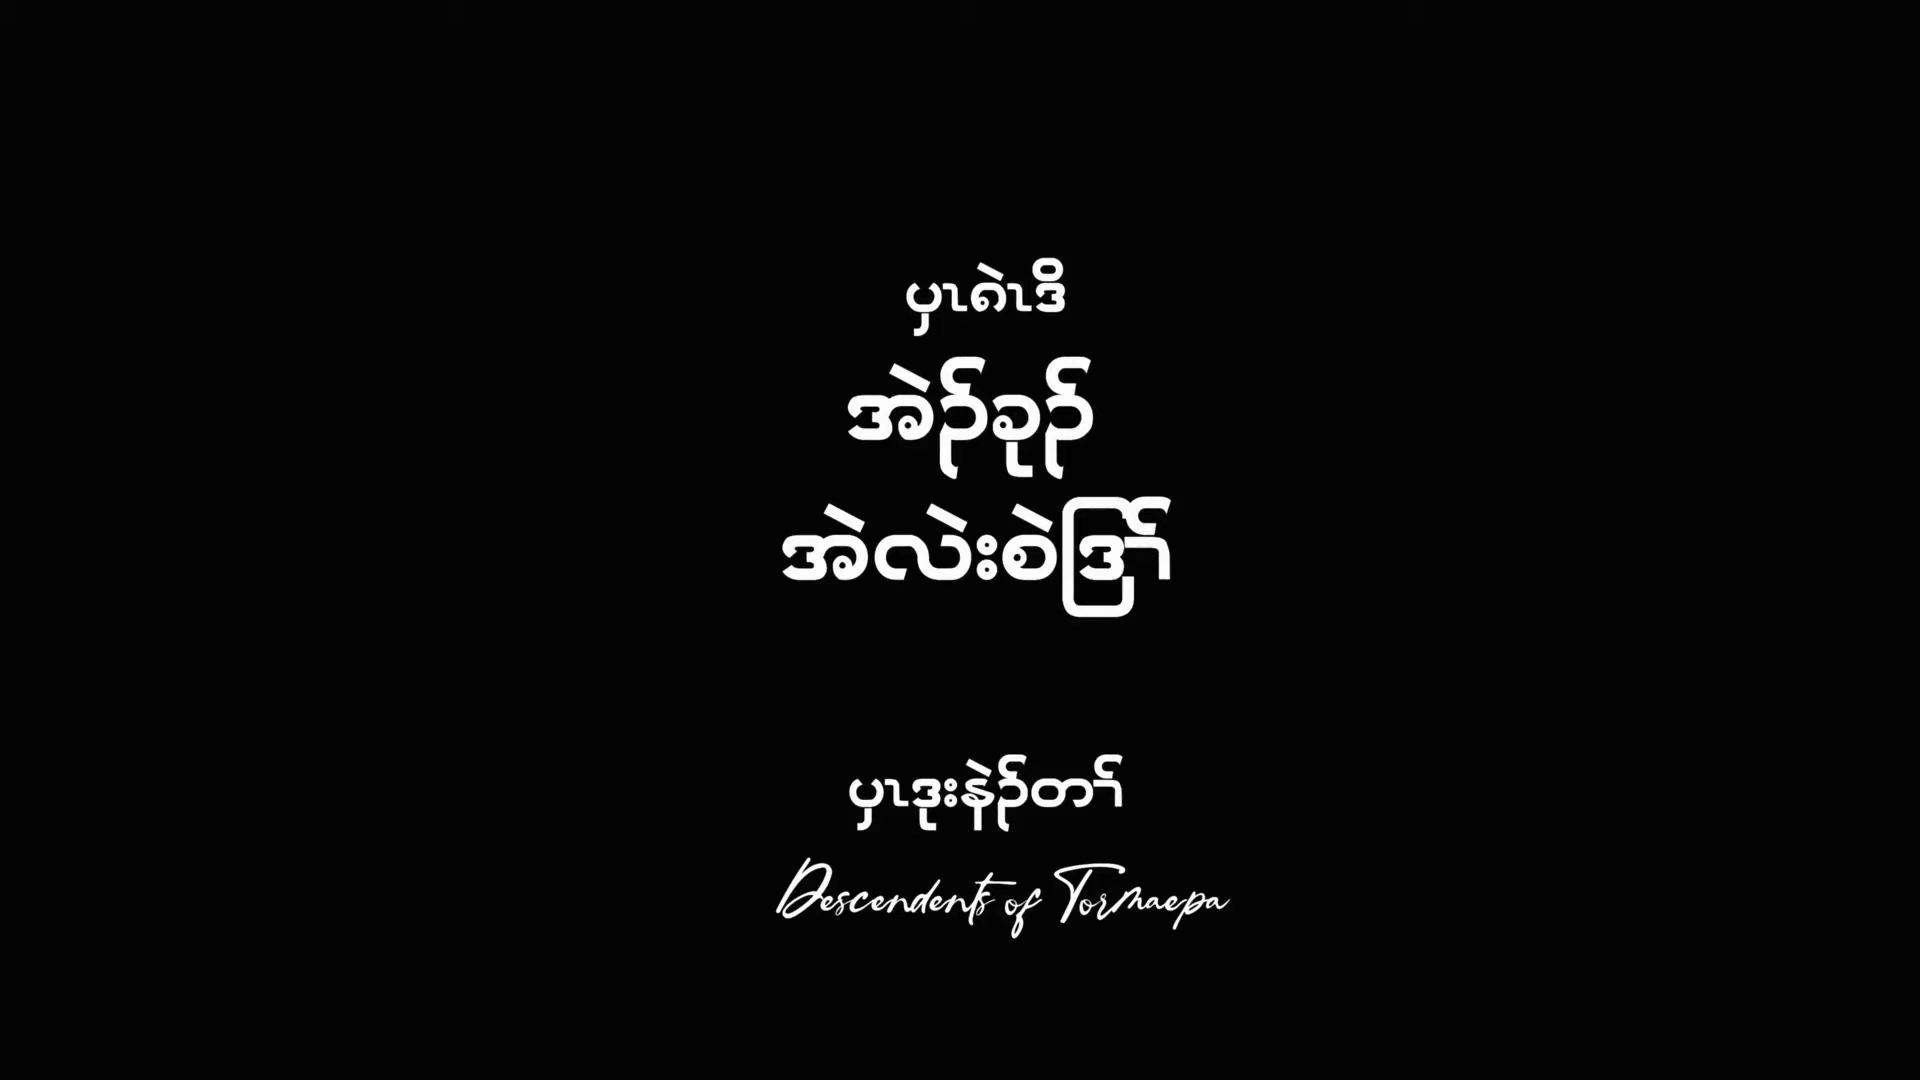 ပှၤဂဲၤဒိ
အဲၣ်ခုၣ်
အဲလဲးစဲဒြာ်
ပှၤဒုးနဲၣ်တၢ်
Descendents of Tormaepa